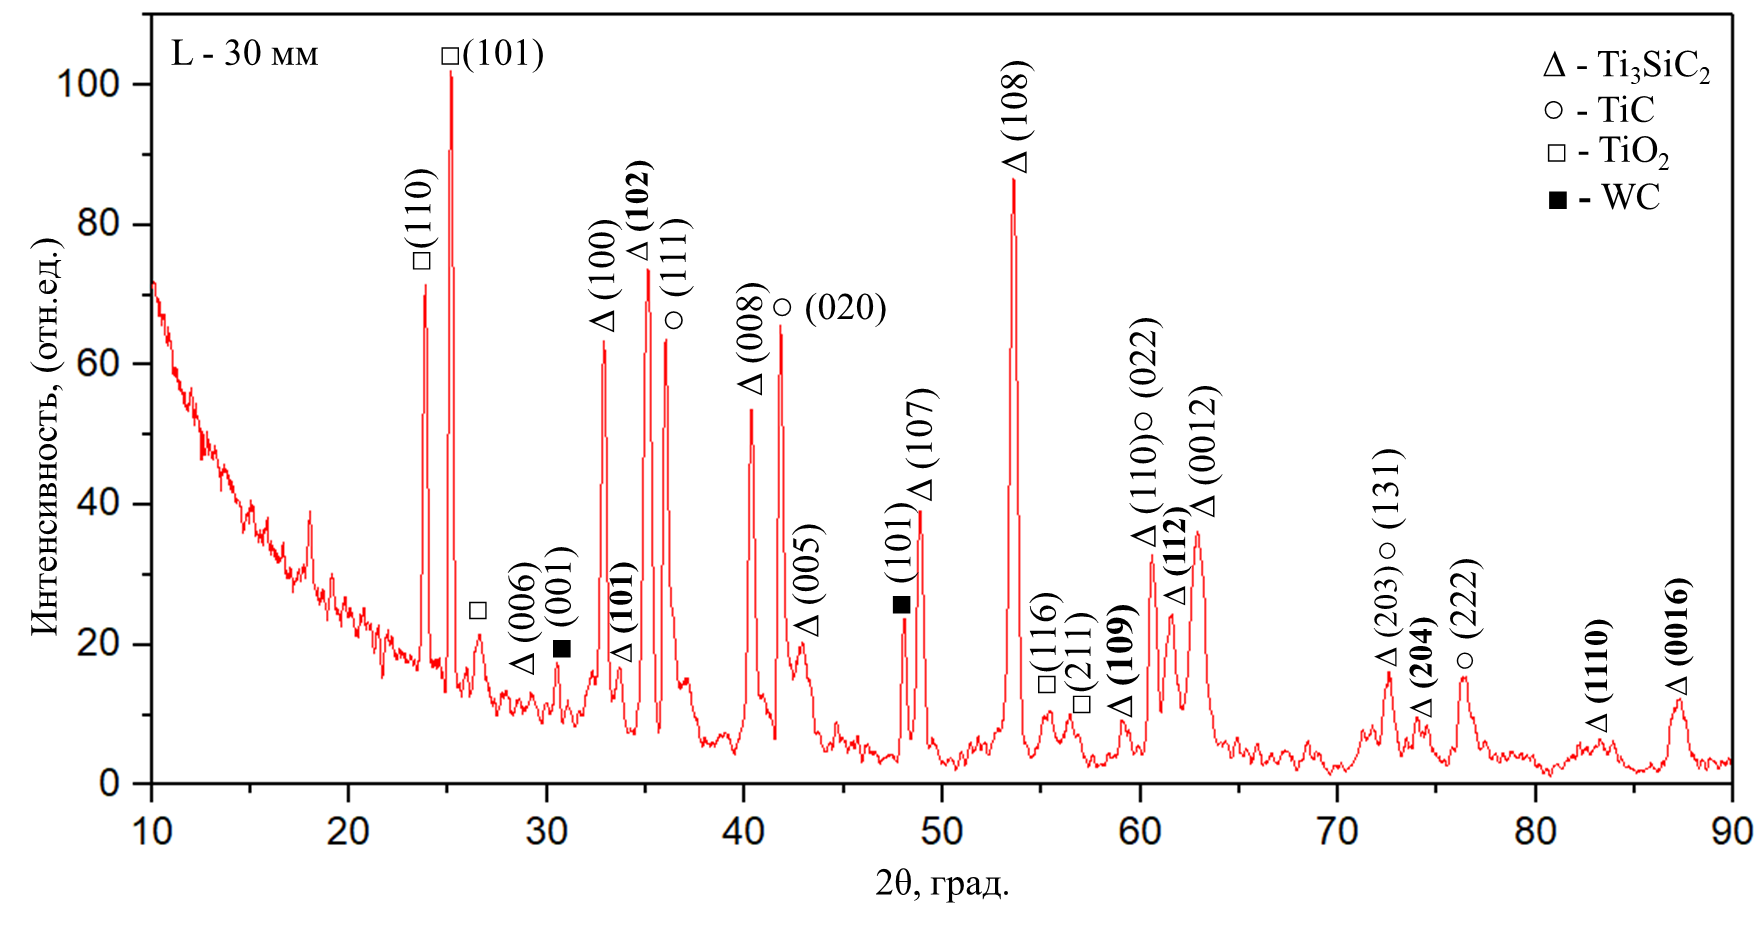 L - 30 мм
Δ - Ti₃SiC₂
○ - TiC
□ - TiO₂
■ - WC
Интенсивность, (отн.ед.)
100
80
60
40
20
0
□(110)
□(101)
□
Δ (006)
■ (001)
Δ (100)
Δ (101)
Δ (102)
○ (111)
Δ (008)
○ (020)
Δ (005)
■ (101)
Δ (107)
Δ (108)
□(116)
□(211)
Δ (109)
Δ (110)○ (022)
Δ (112)
Δ (0012)
Δ (203)○ (131)
Δ (204)
○ (222)
Δ (1110)
Δ (0016)
10 20 30 40 50 60 70 80 90
2θ, град.